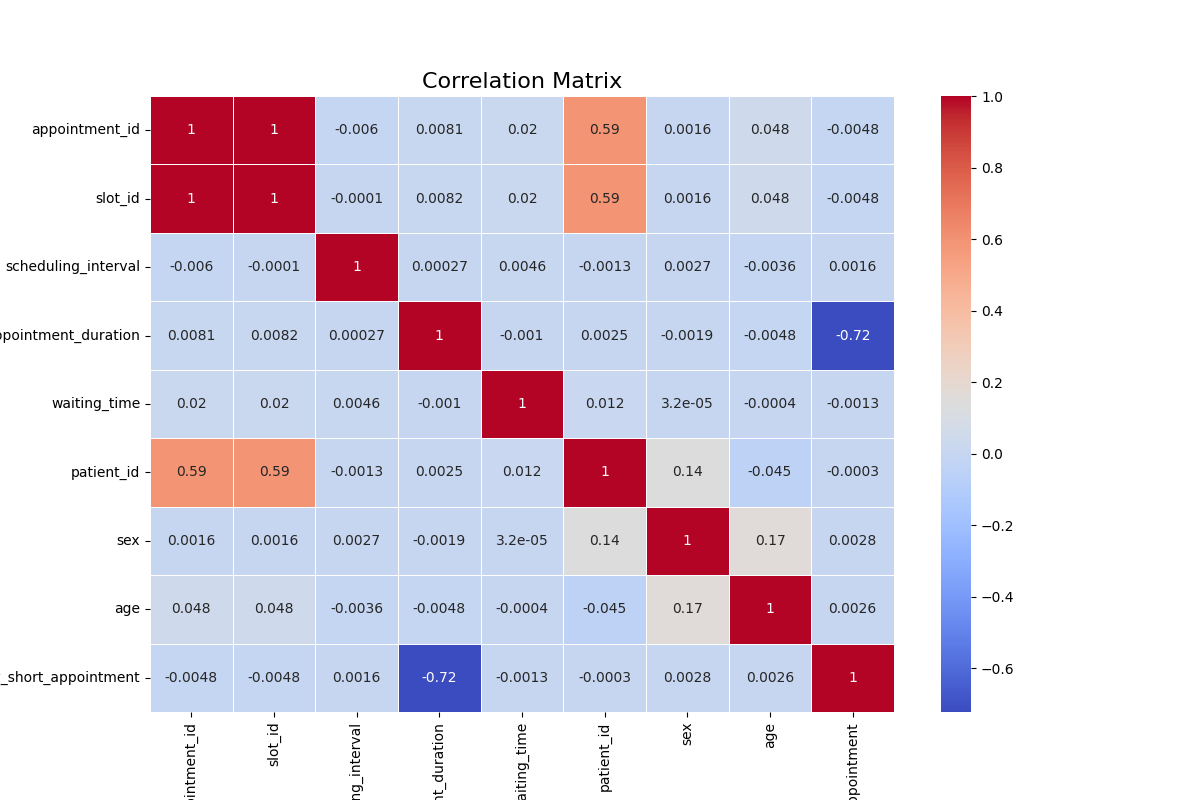 Correlation Matrix
appointment_id 1 1 -0.006 0.0081 0.02 0.59 0.0016 0.048 -0.0048
slot_id 1 1 -0.0001 0.0082 0.02 0.59 0.0016 0.048 -0.0048
scheduling_interval -0.006 -0.0001 1 0.00027 0.0046 -0.0013 0.0027 -0.0036 0.0016
ppointment_duration 0.0081 0.0082 0.00027 1 -0.001 0.0025 -0.0019 -0.0048 -0.72
waiting_time 0.02 0.02 0.0046 -0.001 1 0.012 3.2e-05 -0.0004 -0.0013
patient_id 0.59 0.59 -0.0013 0.0025 0.012 1 0.14 -0.045 -0.0003
sex 0.0016 0.0016 0.0027 -0.0019 3.2e-05 0.14 1 0.17 0.0028
age 0.048 0.048 -0.0036 -0.0048 -0.0004 -0.045 0.17 1 0.0026
_short_appointment -0.0048 -0.0048 0.0016 -0.72 -0.0013 -0.0003 0.0028 0.0026 1
intment_id
slot_id
ng_interval
nt_duration
aiting_time
patient_id
sex
age
ppointment
1.0
0.8
0.6
0.4
0.2
0.0
−0.2
−0.4
−0.6